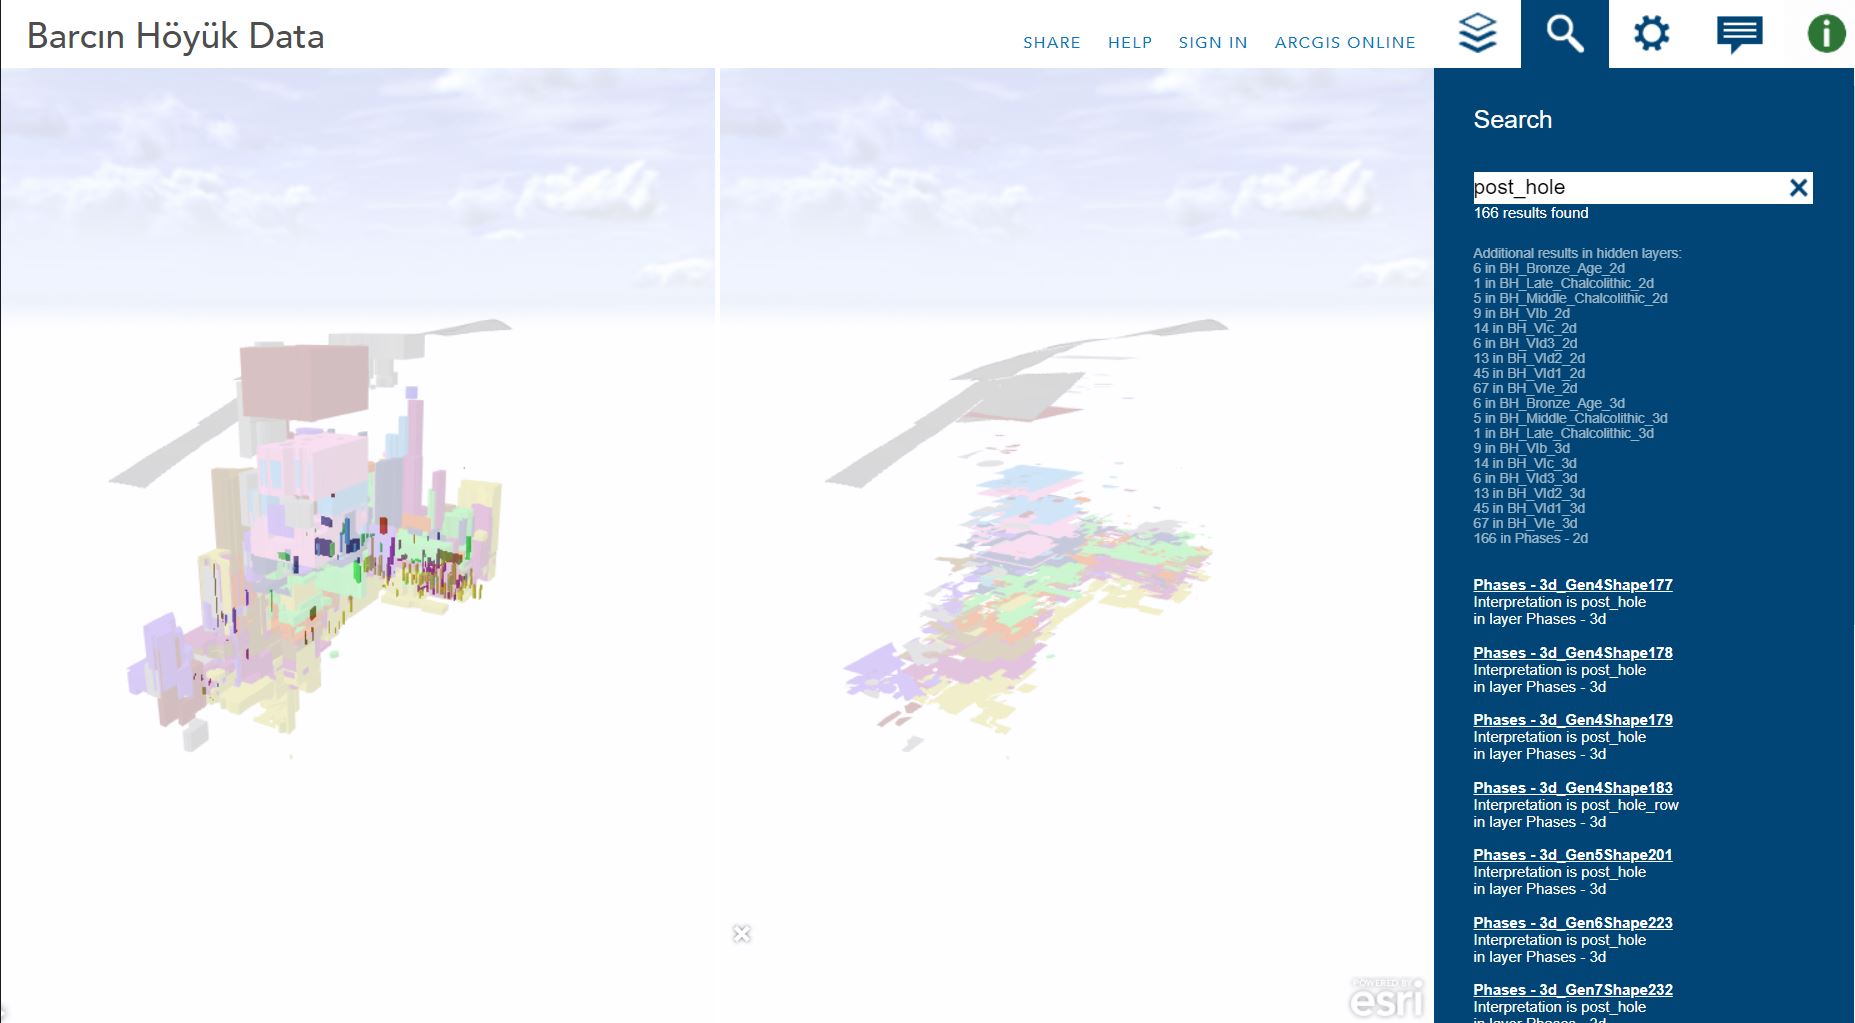 Barcın Höyük Data
SHARE HELP SIGN IN ARCGIS ONLINE
Search
post_hole
166 results found
Additional results in hidden layers:
6 in BH_Bronze_Age_2d
1 in BH_Late_Chalcolithic_2d
5 in BH_Middle_Chalcolithic_2d
9 in BH_VIb_2d
14 in BH_VIc_2d
6 in BH_VId3_2d
13 in BH_VId2_2d
45 in BH_VId1_2d
67 in BH_VIe_2d
6 in BH_Bronze_Age_3d
5 in BH_Middle_Chalcolithic_3d
1 in BH_Late_Chalcolithic_3d
9 in BH_VIb_3d
14 in BH_VIc_3d
6 in BH_VId3_3d
13 in BH_VId2_3d
45 in BH_VId1_3d
67 in BH_VIe_3d
166 in Phases - 2d
Phases - 3d_Gen4Shape177
Interpretation is post_hole
in layer Phases - 3d
Phases - 3d_Gen4Shape178
Interpretation is post_hole
in layer Phases - 3d
Phases - 3d_Gen4Shape179
Interpretation is post_hole
in layer Phases - 3d
Phases - 3d_Gen4Shape183
Interpretation is post_hole_row
in layer Phases - 3d
Phases - 3d_Gen5Shape201
Interpretation is post_hole
in layer Phases - 3d
Phases - 3d_Gen6Shape223
Interpretation is post_hole
in layer Phases - 3d
Phases - 3d_Gen7Shape232
Interpretation is post_hole
in layer Phases - 3d
POWERED BY
esri